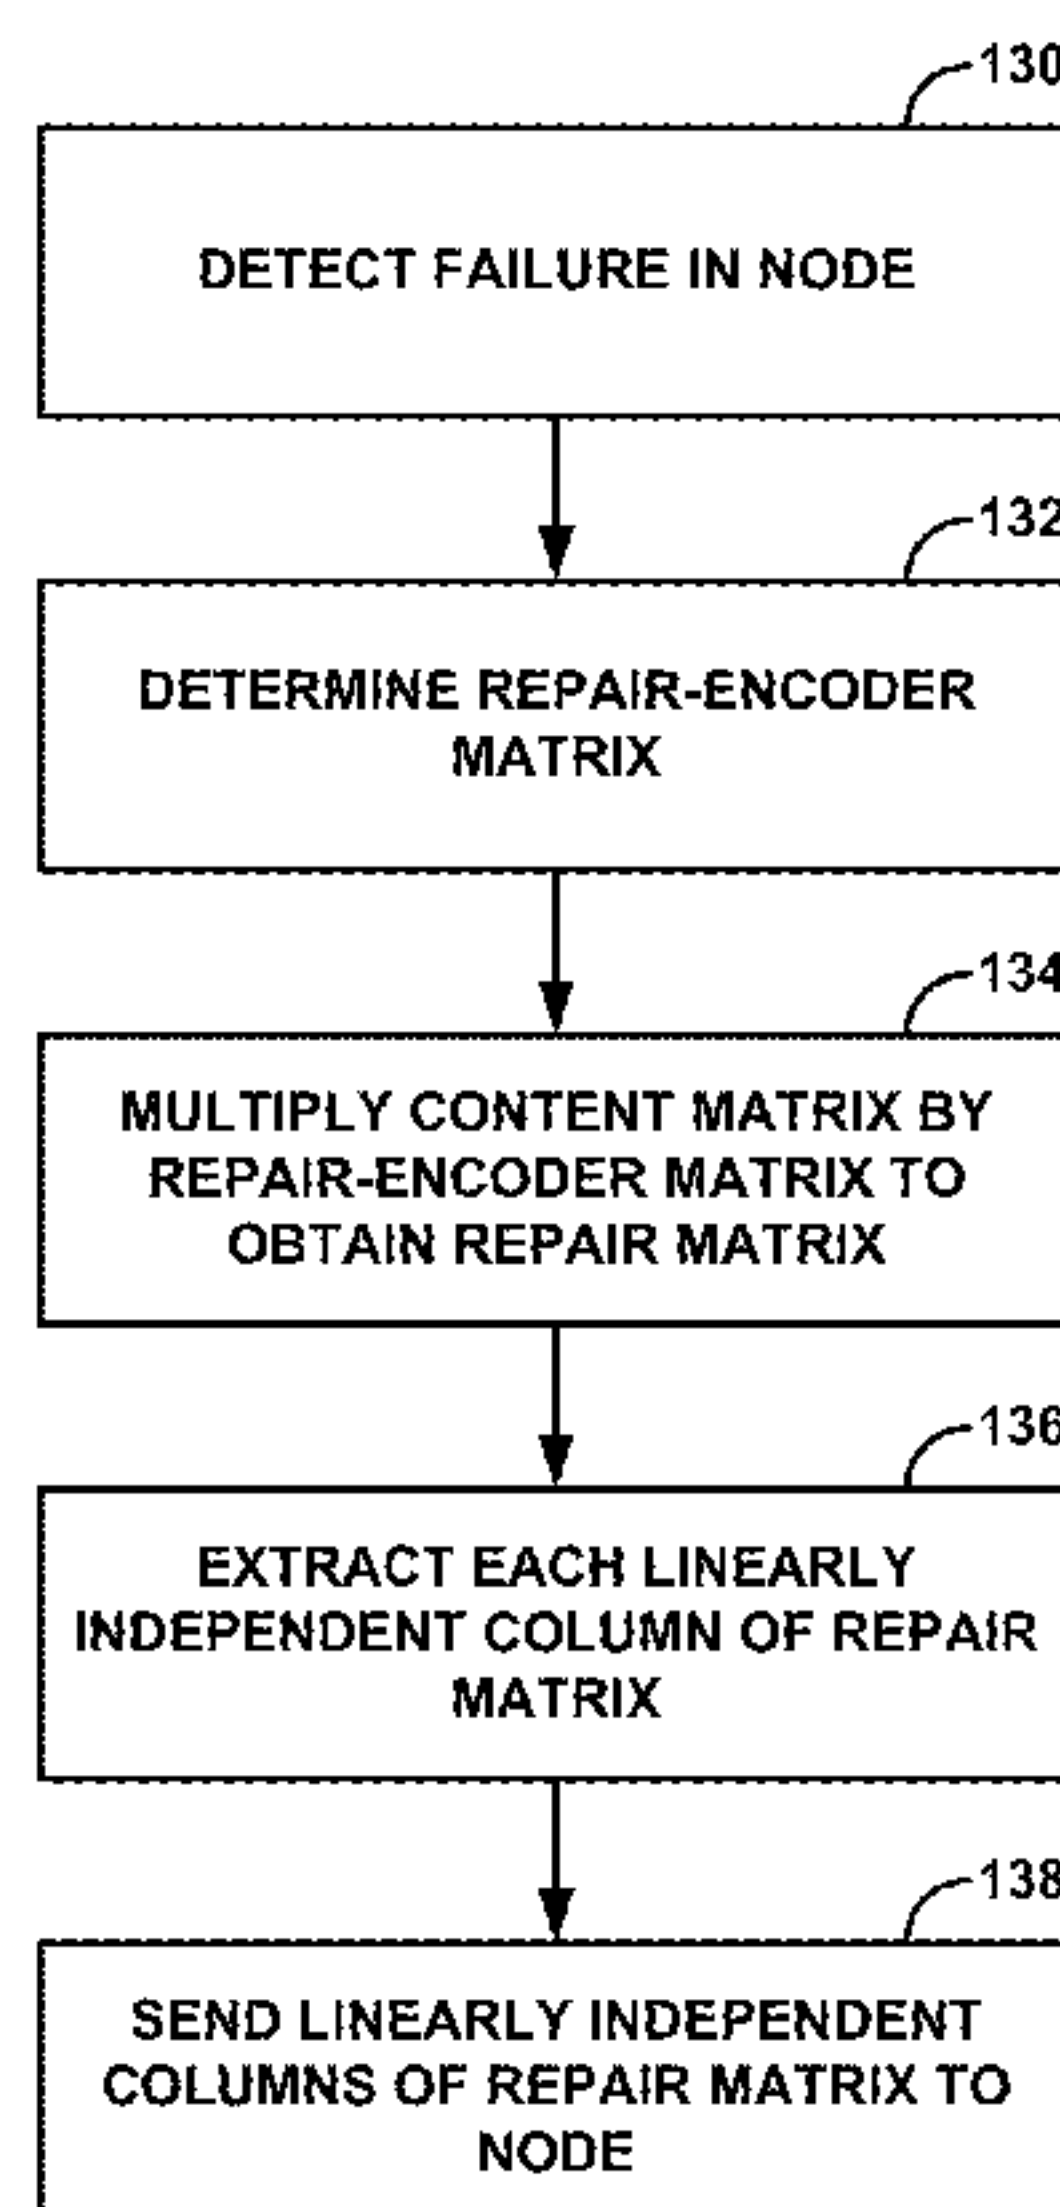 130
DETECT FAILURE IN NODE
132
DETERMINE REPAIR-ENCODER
MATRIX
134
MULTIPLY CONTENT MATRIX BY
REPAIR-ENCODER MATRIX TO
OBTAIN REPAIR MATRIX
136
EXTRACT EACH LINEARLY
INDEPENDENT COLUMN OF REPAIR
MATRIX
138
SEND LINEARLY INDEPENDENT
COLUMNS OF REPAIR MATRIX TO
NODE